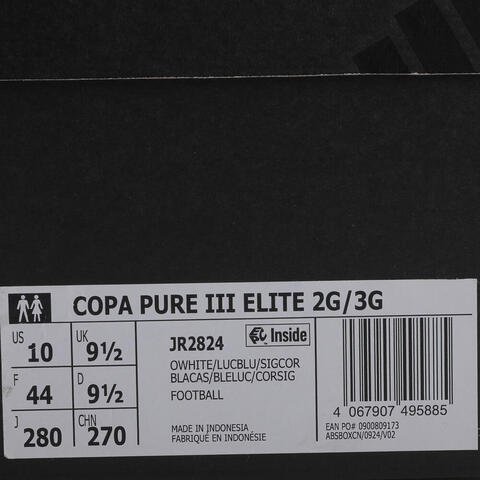 COPA PURE III ELITE 2G/3G
US 10 UK 9½
F 44 D 9½
J 280 CHN 270
JR2824
Inside
OWHITE/LUCBLU/SIGCOR
BLACAS/BLELUC/CORSIG
FOOTBALL
MADE IN INDONESIA
FABRIQUÉ EN INDONÉSIE
4 067907 495885
EAN PO# 0900809173
ABSBOXCN/0924/V02